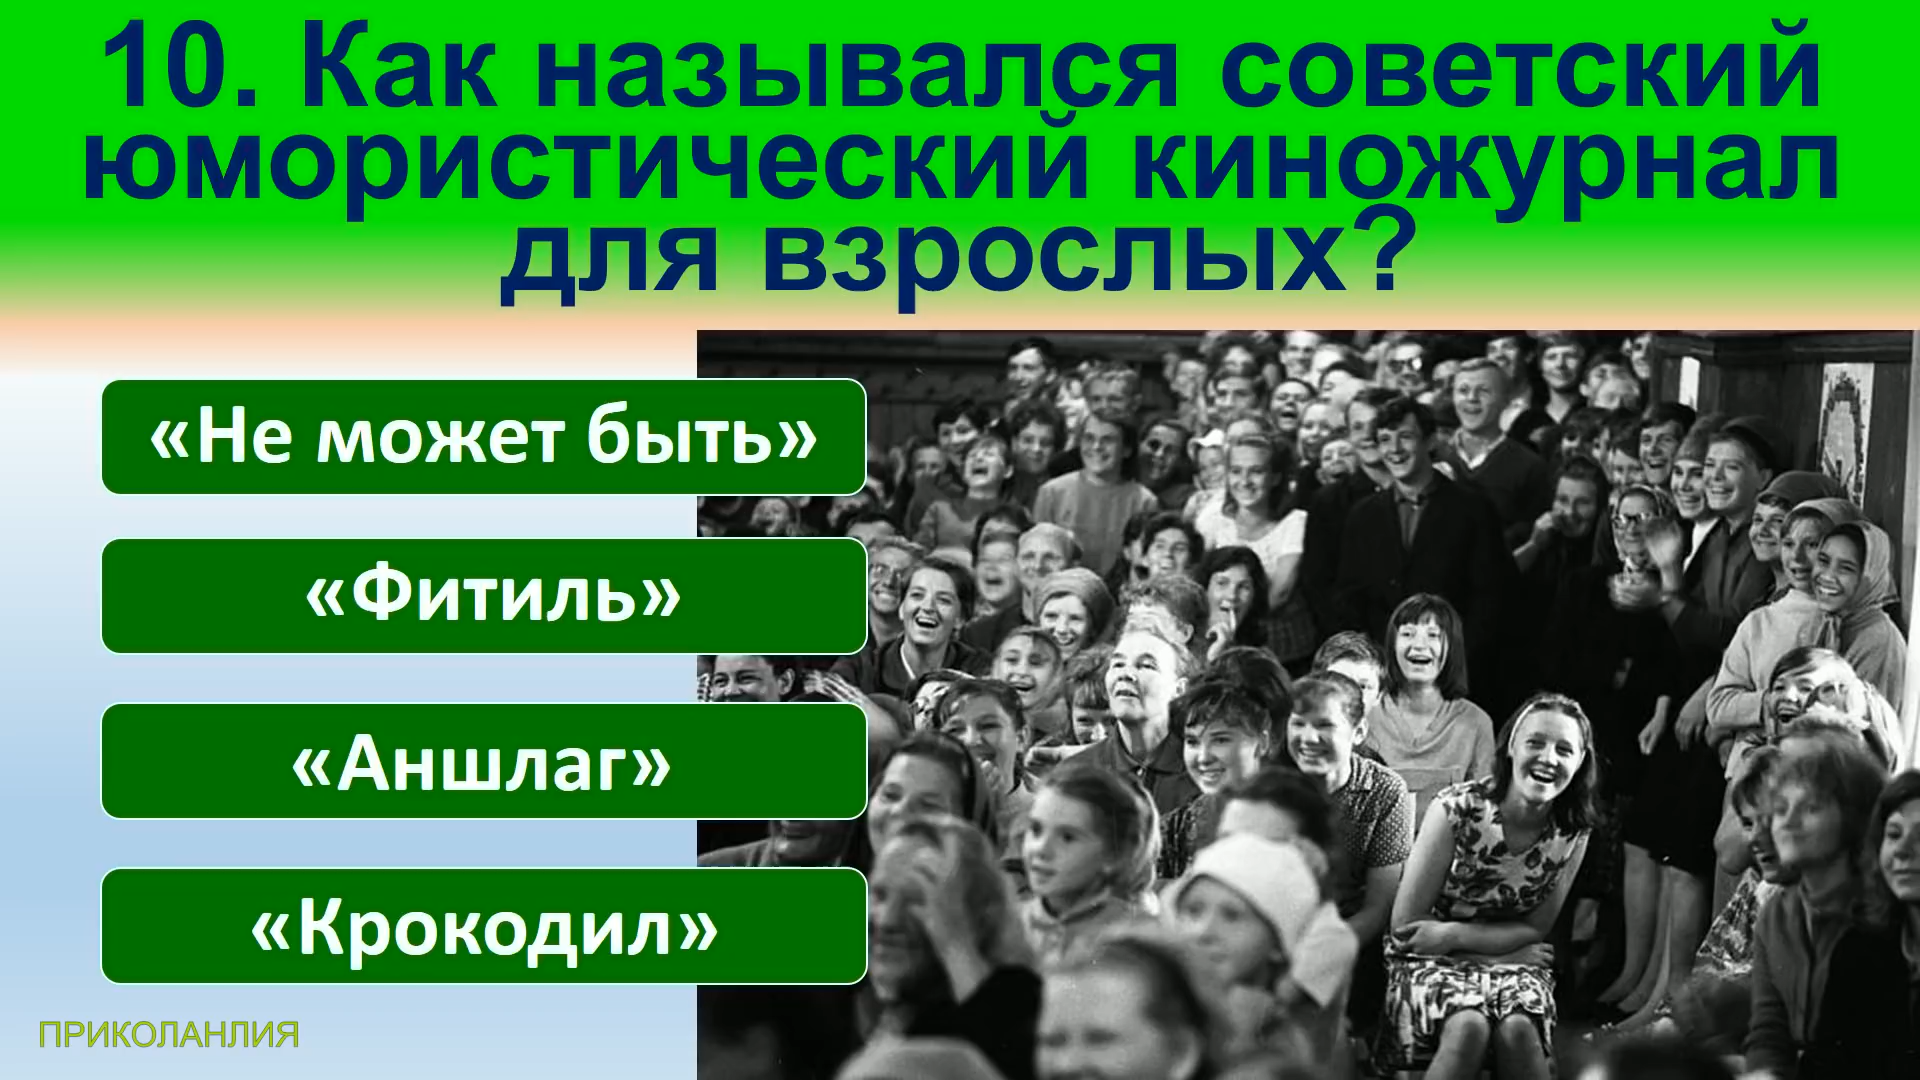 10. Как назывался советский
юмористический киножурнал
для взрослых?
«Не может быть»
«Фитиль»
«Аншлаг»
«Крокодил»
ПРИКОЛАНЛИЯ